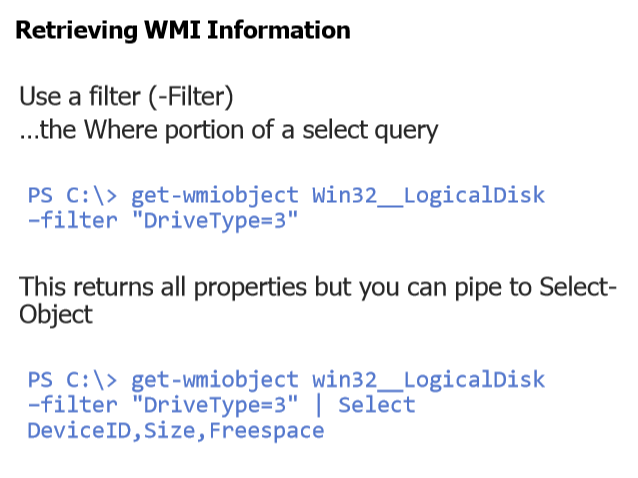 Retrieving WMI Information
Use a filter (-Filter)
...the Where portion of a select query
PS C:\> get-wmiobject Win32__LogicalDisk
-filter "DriveType=3"
This returns all properties but you can pipe to Select-
Object
PS C:\> get-wmiobject win32__LogicalDisk
-filter "DriveType=3" | Select
DeviceID,Size,Freespace